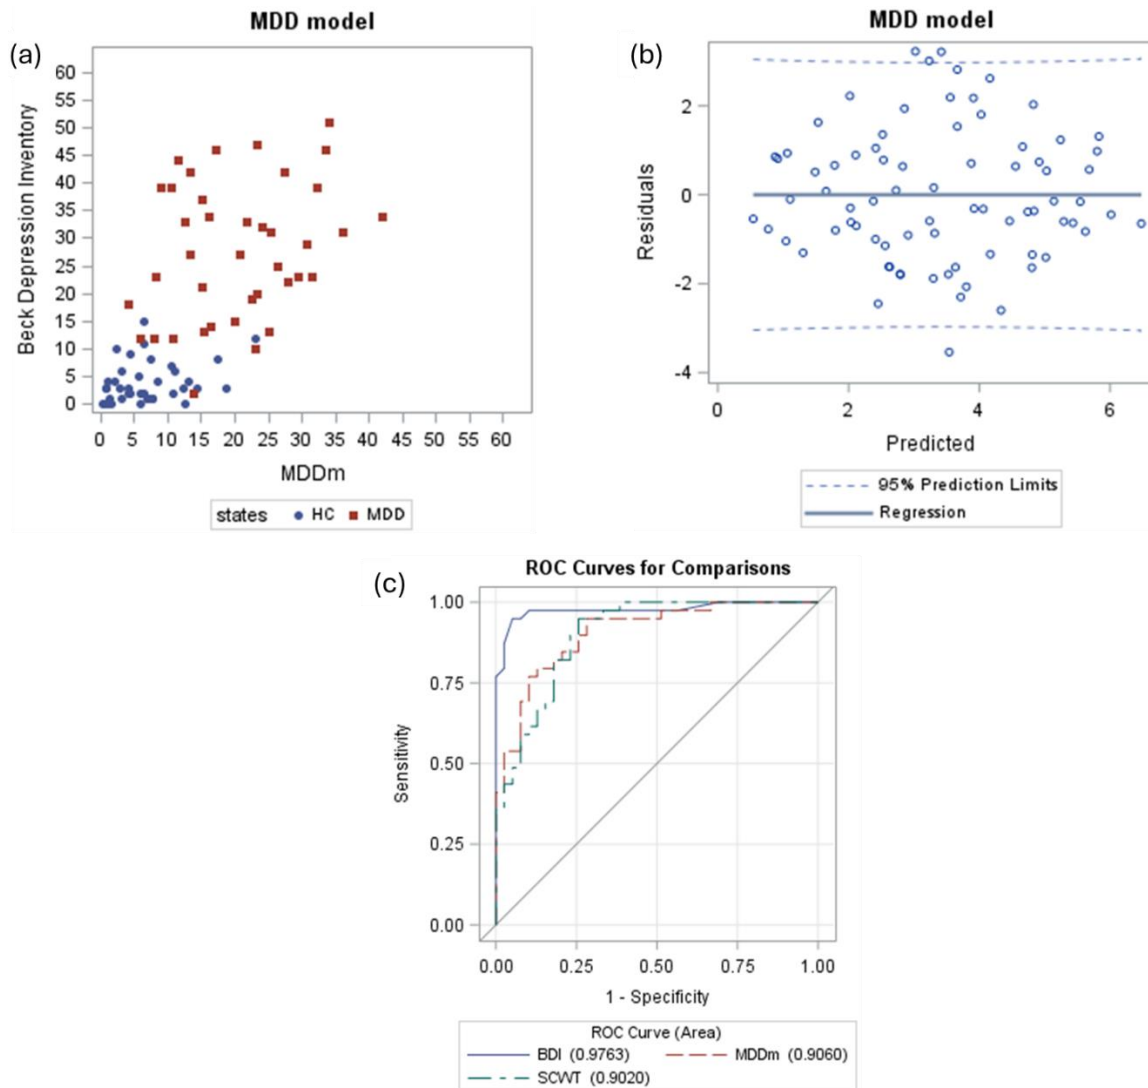 (a)
MDD model
Beck Depression Inventory
60
55
50
45
40
35
30
25
20
15
10
5
0
0 5 10 15 20 25 30 35 40 45 50 55 60
MDDm
states HC MDD
(b)
MDD model
Residuals
2
0
-2
-4
0 2 4 6
Predicted
95% Prediction Limits
Regression
(c)
ROC Curves for Comparisons
Sensitivity
1.00
0.75
0.50
0.25
0.00
0.00 0.25 0.50 0.75 1.00
1 - Specificity
ROC Curve (Area)
BDI (0.9763) MDDm (0.9060)
SCWT (0.9020)